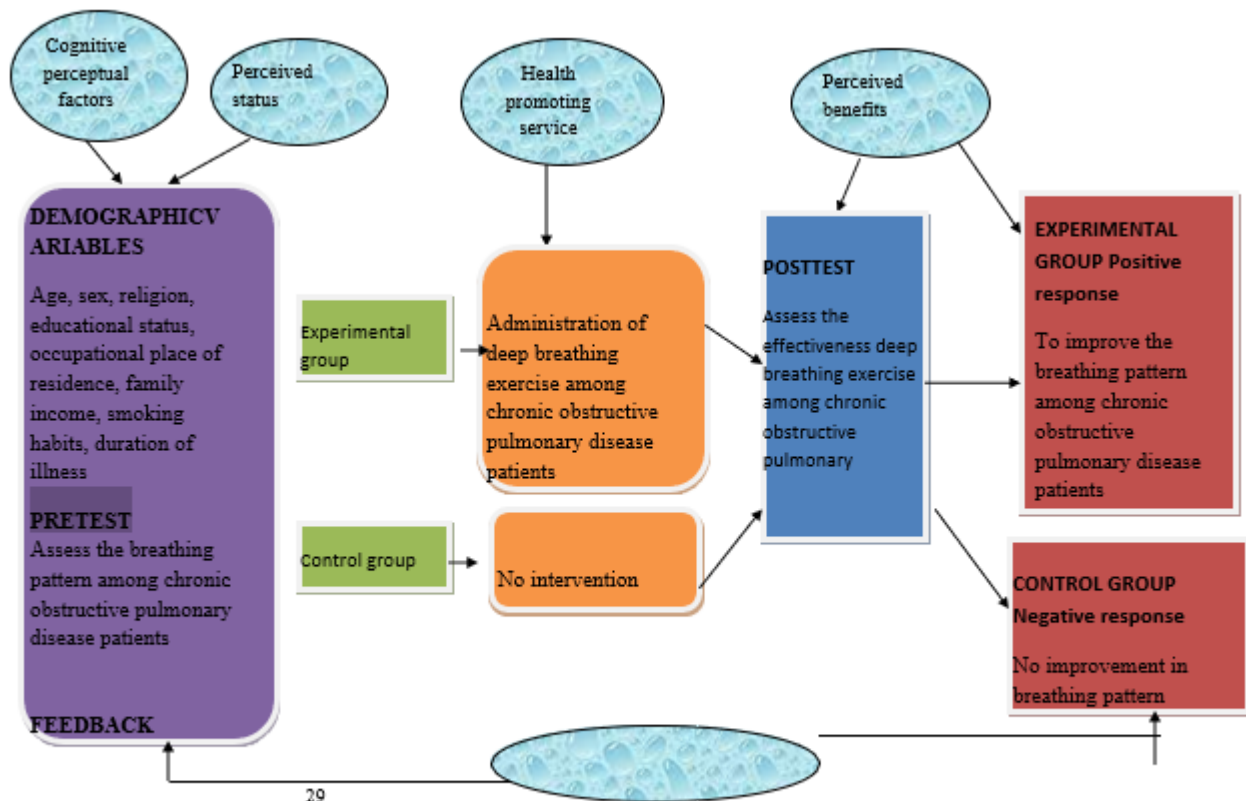 Cognitive
perceptual
factors
Perceived
status
Health
promoting
service
Perceived
benefits
DEMOGRAPHICV
ARIABLES
Age, sex, religion,
educational status,
occupational place of
residence, family
income, smoking
habits, duration of
illness
PRETEST
Assess the breathing
pattern among chronic
obstructive pulmonary
disease patients
FEEDBACK
Experimental
group
Control group
Administration of
deep breathing
exercise among
chronic obstructive
pulmonary disease
patients
No intervention
POSTTEST
Assess the
effectiveness deep
breathing exercise
among chronic
obstructive
pulmonary
EXPERIMENTAL
GROUP Positive
response
To improve the
breathing pattern
among chronic
obstructive
pulmonary disease
patients
CONTROL GROUP
Negative response
No improvement in
breathing pattern
29